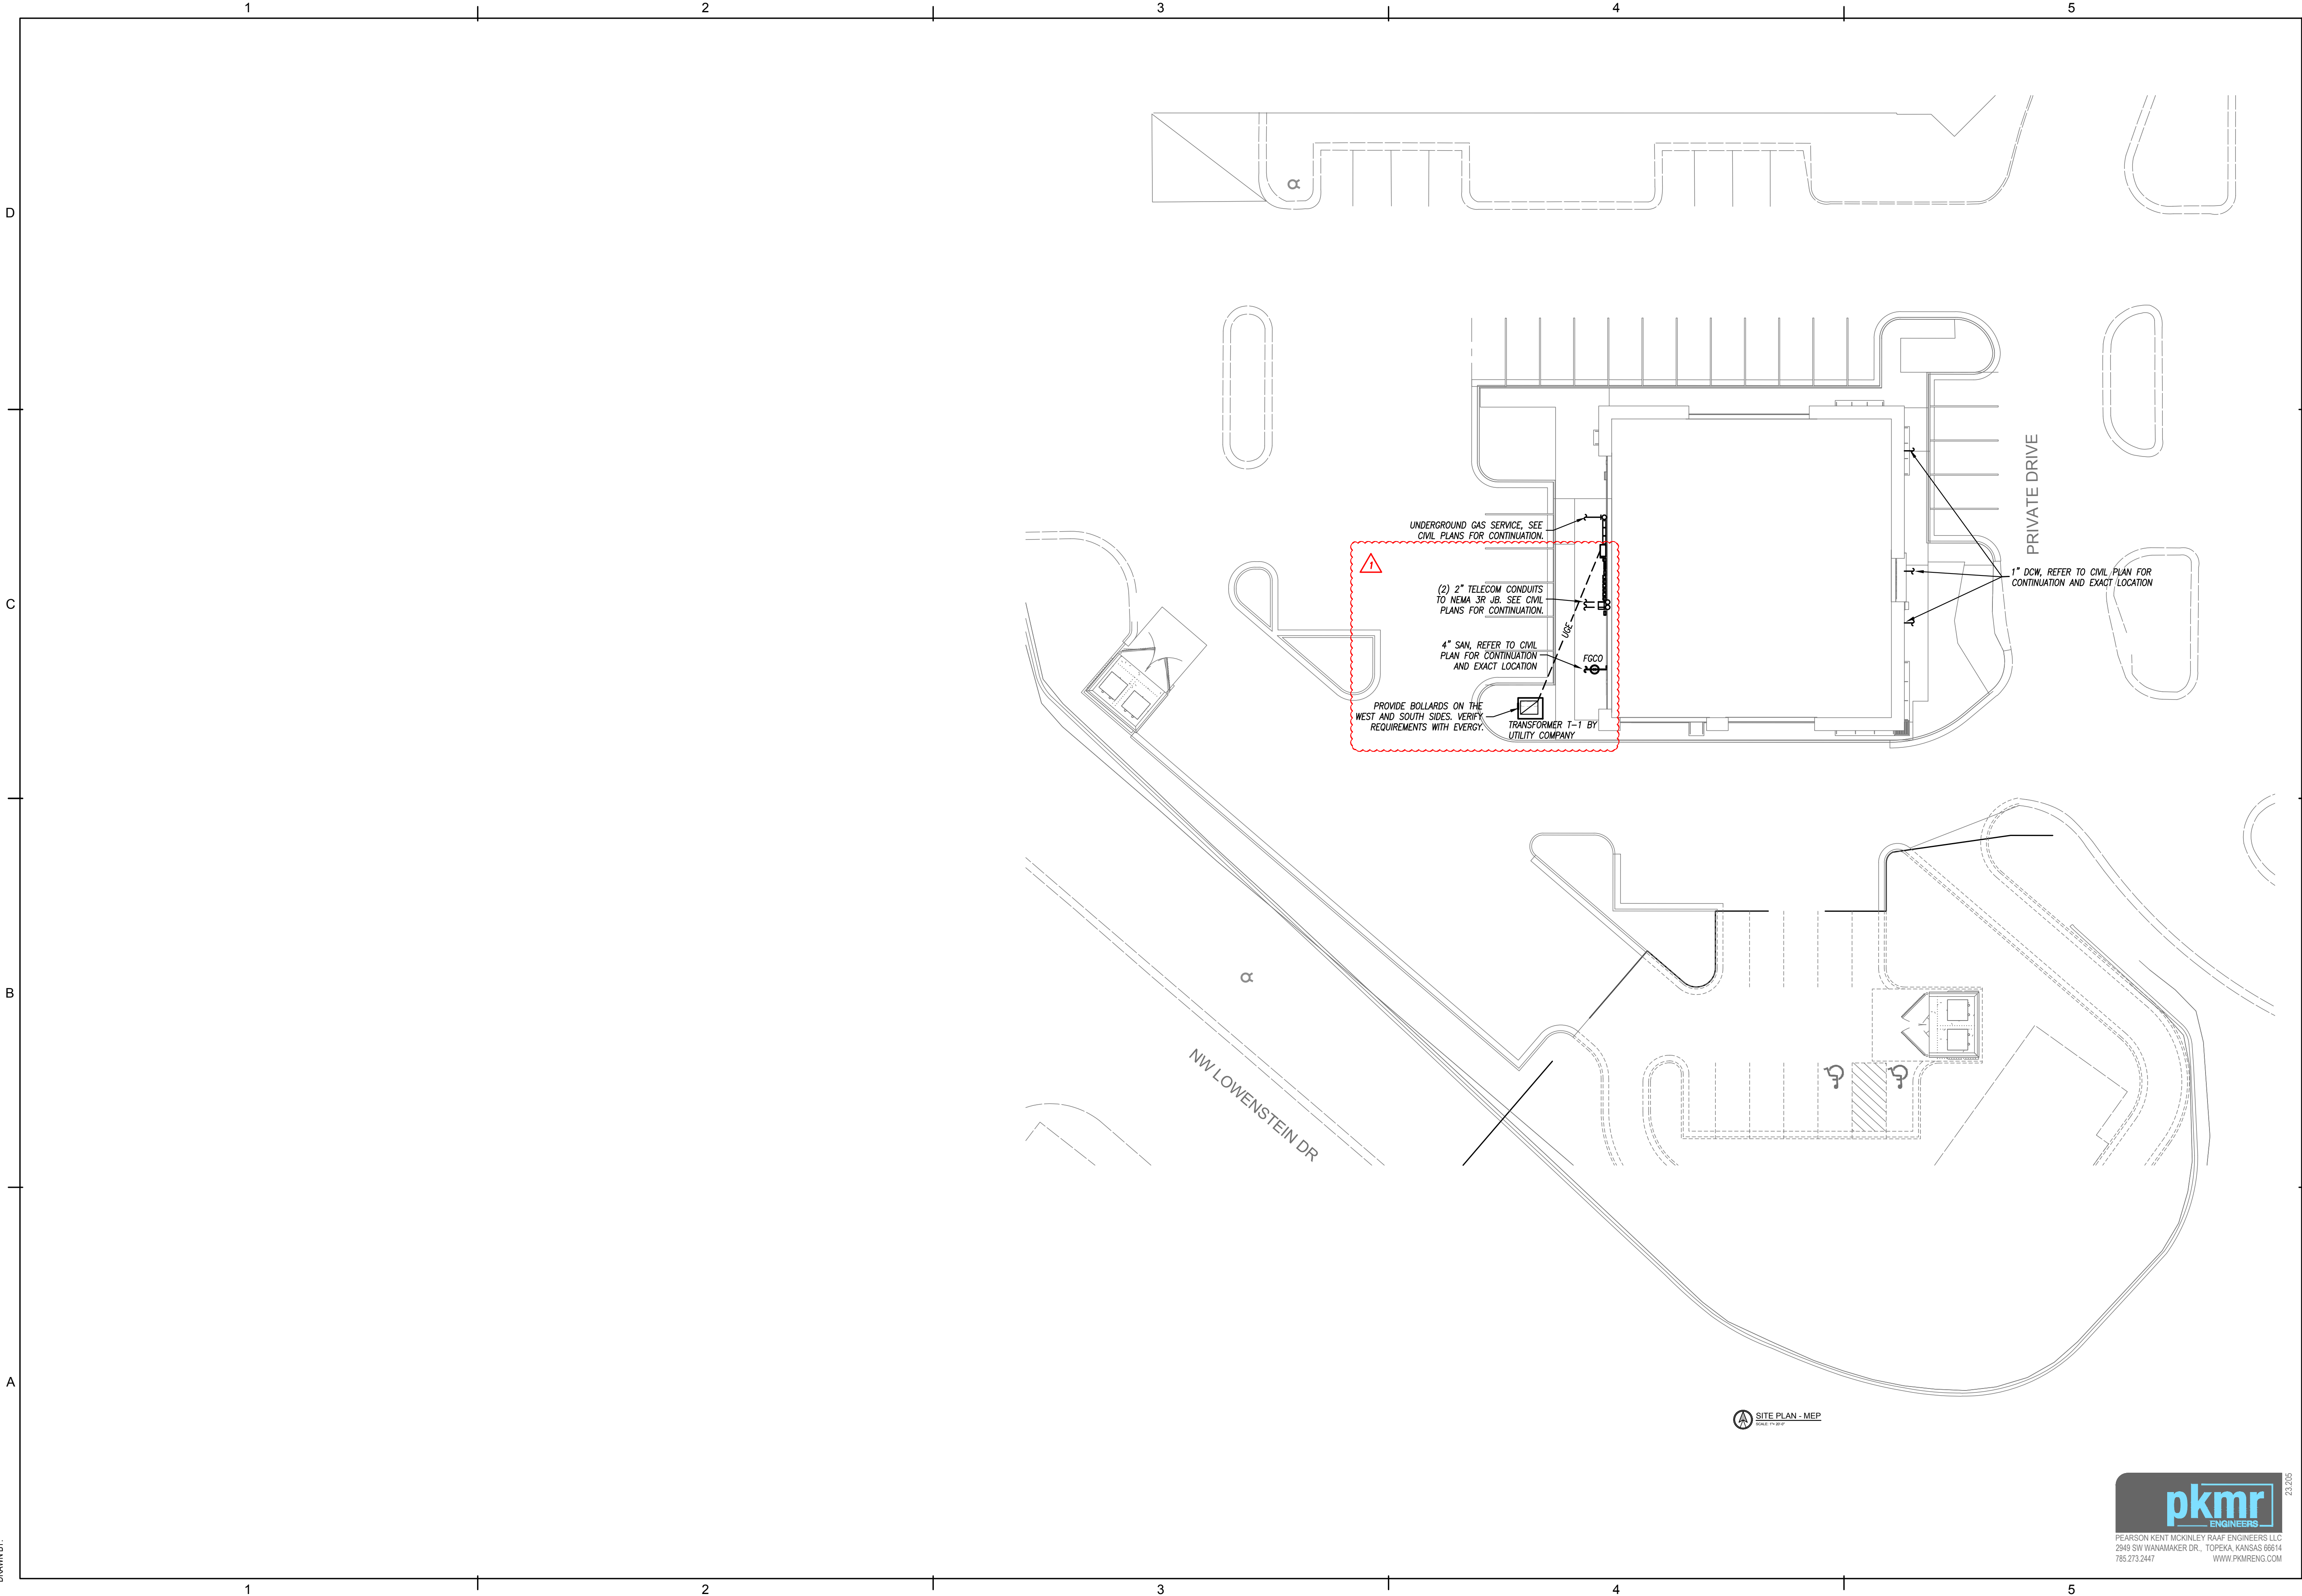 1 2 3 4 5
D
C
B
A
UNDERGROUND GAS SERVICE, SEE
CIVIL PLANS FOR CONTINUATION.
1
(2) 2" TELECOM CONDUITS
TO NEMA 3R JB. SEE CIVIL
PLANS FOR CONTINUATION.
UGE
4" SAN, REFER TO CIVIL
PLAN FOR CONTINUATION
AND EXACT LOCATION
FGCO
PROVIDE BOLLARDS ON THE
WEST AND SOUTH SIDES. VERIFY
REQUIREMENTS WITH EVERGY.
TRANSFORMER T-1 BY
UTILITY COMPANY
PRIVATE DRIVE
1" DCW, REFER TO CIVIL PLAN FOR
CONTINUATION AND EXACT LOCATION
NW LOWENSTEIN DR
SITE PLAN - MEP
SCALE: 1"= 20'-0"
pkmr
ENGINEERS
23.205
PEARSON KENT MCKINLEY RAAF ENGINEERS LLC
2949 SW WANAMAKER DR., TOPEKA, KANSAS 66614
785.273.2447 WWW.PKMRENG.COM
1 2 3 4 5